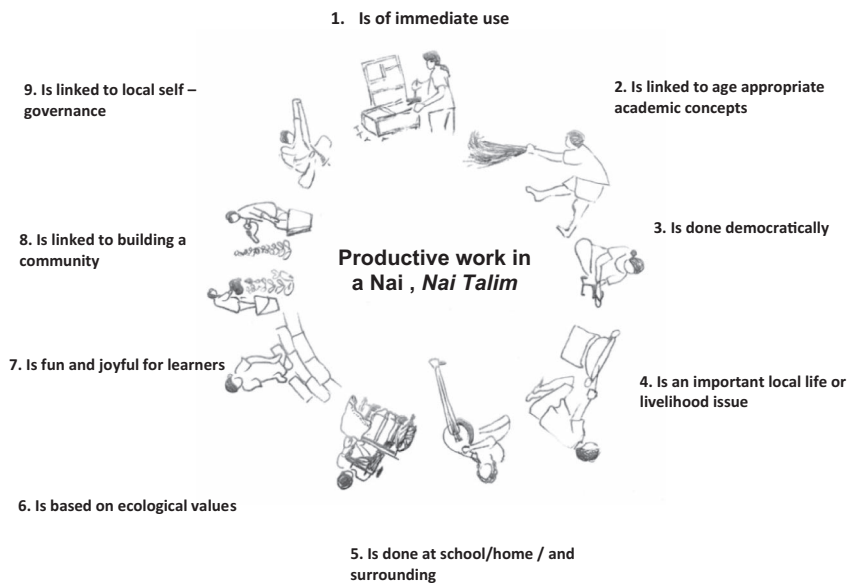 1. Is of immediate use
2. Is linked to age appropriate
academic concepts
3. Is done democratically
4. Is an important local life or
livelihood issue
5. Is done at school/home / and
surrounding
6. Is based on ecological values
7. Is fun and joyful for learners
8. Is linked to building a
community
9. Is linked to local self –
governance
Productive work in
a Nai , Nai Talim